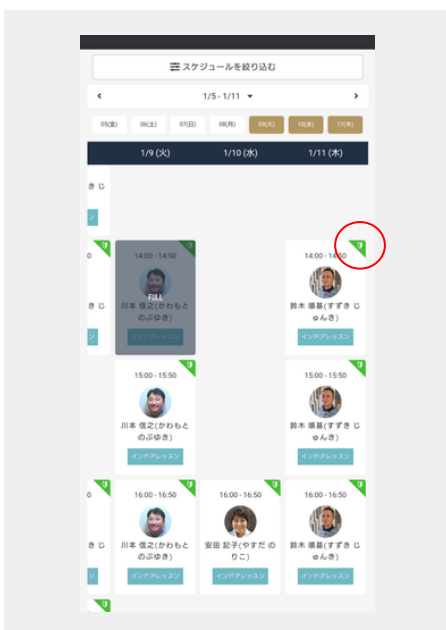 スケジュールを絞り込む
1/5 - 1/11
05(金) 06(土) 07(日) 08(月) 09(火) 10(水) 11(木)
1/9 (火) 1/10 (水) 1/11 (木)
きじ
ン
0 14:00 - 14:50 14:00 - 14:50
FULL
きじ 川本 信之(かわもと 鈴木 順基(すずき じ
のぶゆき) ゅんき)
ン インドアレッスン インドアレッスン
15:00 - 15:50 15:00 - 15:50
川本 信之(かわもと 鈴木 順基(すずき じ
のぶゆき) ゅんき)
インドアレッスン インドアレッスン
0 16:00 - 16:50 16:00 - 16:50 16:00 - 16:50
きじ 川本 信之(かわもと 安田 記子(やすだ の 鈴木 順基(すずき じ
のぶゆき) りこ) ゅんき)
ン インドアレッスン インドアレッスン インドアレッスン